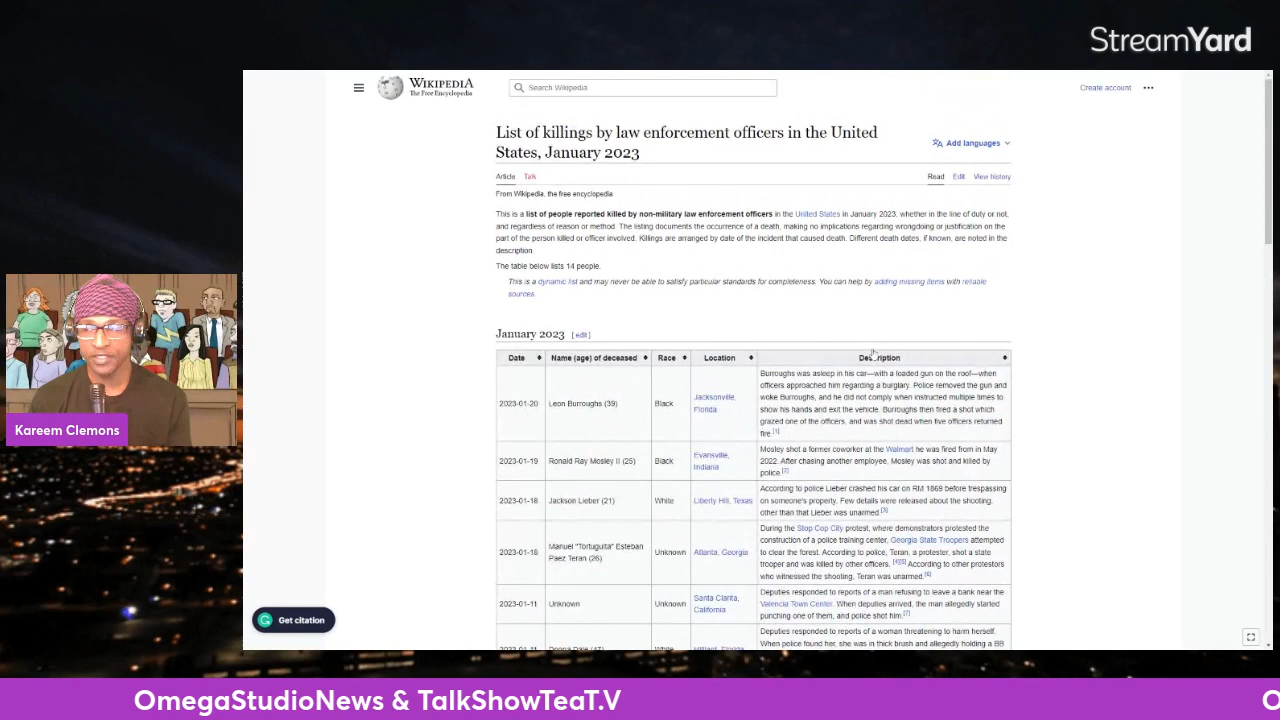 StreamYard
WIKIPEDIA
The Free Encyclopedia
Search Wikipedia
Create account
List of killings by law enforcement officers in the United
States, January 2023
Add languages
Article Talk
Read Edit View history
From Wikipedia, the free encyclopedia
This is a list of people reported killed by non-military law enforcement officers in the United States in January 2023, whether in the line of duty or not,
and regardless of reason or method. The listing documents the occurrence of a death, making no implications regarding wrongdoing or justification on the
part of the person killed or officer involved. Killings are arranged by date of the incident that caused death. Different death dates, if known, are noted in the
description.
The table below lists 14 people.
This is a dynamic list and may never be able to satisfy particular standards for completeness. You can help by adding missing items with reliable
sources.
January 2023 [ edit ]
Date Name (age) of deceased Race Location Description
2023-01-20 Leon Burroughs (39) Black Jacksonville,
Florida
Burroughs was asleep in his car—with a loaded gun on the roof—when
officers approached him regarding a burglary. Police removed the gun and
woke Burroughs, and he did not comply when instructed multiple times to
show his hands and exit the vehicle. Burroughs then fired a shot which
grazed one of the officers, and was shot dead when five officers returned
fire.[1]
2023-01-19 Ronald Ray Mosley II (25) Black Evansville,
Indiana
Mosley shot a former coworker at the Walmart he was fired from in May
2022. After chasing another employee, Mosley was shot and killed by
police.[2]
2023-01-18 Jackson Lieber (21) White Liberty Hill, Texas
According to police Lieber crashed his car on RM 1869 before trespassing
on someone's property. Few details were released about the shooting,
other than that Lieber was unarmed.[3]
2023-01-18 Manuel "Tortuguita" Esteban
Paez Teran (26) Unknown Atlanta, Georgia
During the Stop Cop City protest, where demonstrators protested the
construction of a police training center, Georgia State Troopers attempted
to clear the forest. According to police, Teran, a protester, shot a state
trooper and was killed by other officers. [4][5] According to other protestors
who witnessed the shooting, Teran was unarmed.[6]
2023-01-11 Unknown Unknown Santa Clarita,
California
Deputies responded to reports of a man refusing to leave a bank near the
Valencia Town Center. When deputies arrived, the man allegedly started
punching one of them, and police shot him.[7]
Deputies responded to reports of a woman threatening to harm herself.
When police found her, she was in thick brush and allegedly holding a BB
Get citation
Kareem Clemons
OmegaStudioNews & TalkShowTeaT.V